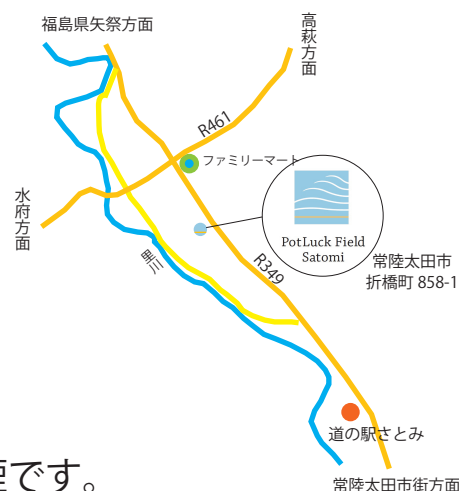 福島県矢祭方面
高萩方面
R461
ファミリーマート
水府方面
PotLuck Field
Satomi
常陸太田市
折橋町 858-1
里川
R349
道の駅さとみ
です。
常陸太田市街方面